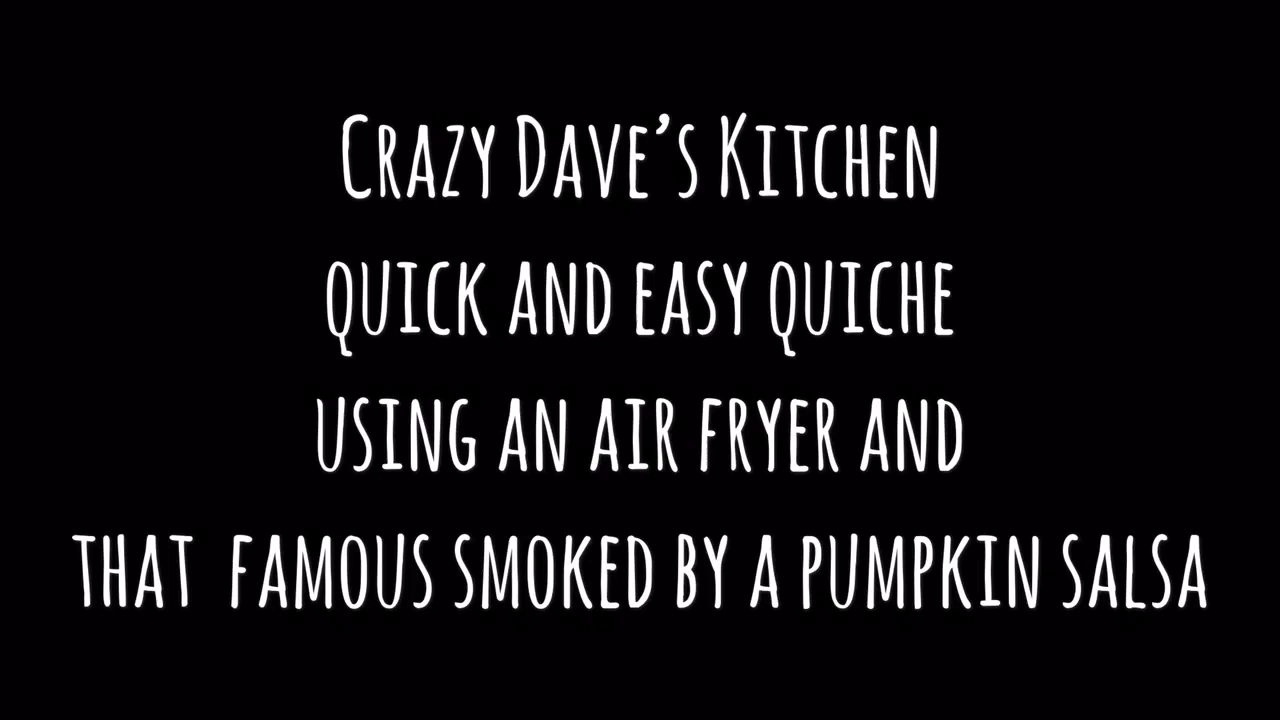 Crazy Dave's Kitchen
quick and easy quiche
using an air fryer and
that famous smoked by a pumpkin salsa